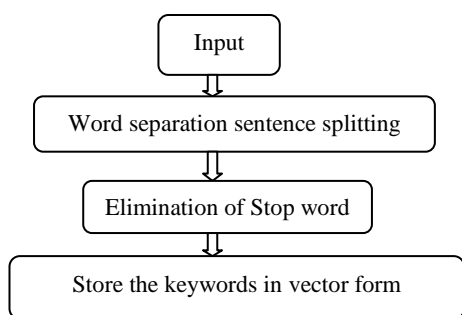 Input
Word separation sentence splitting
Elimination of Stop word
Store the keywords in vector form